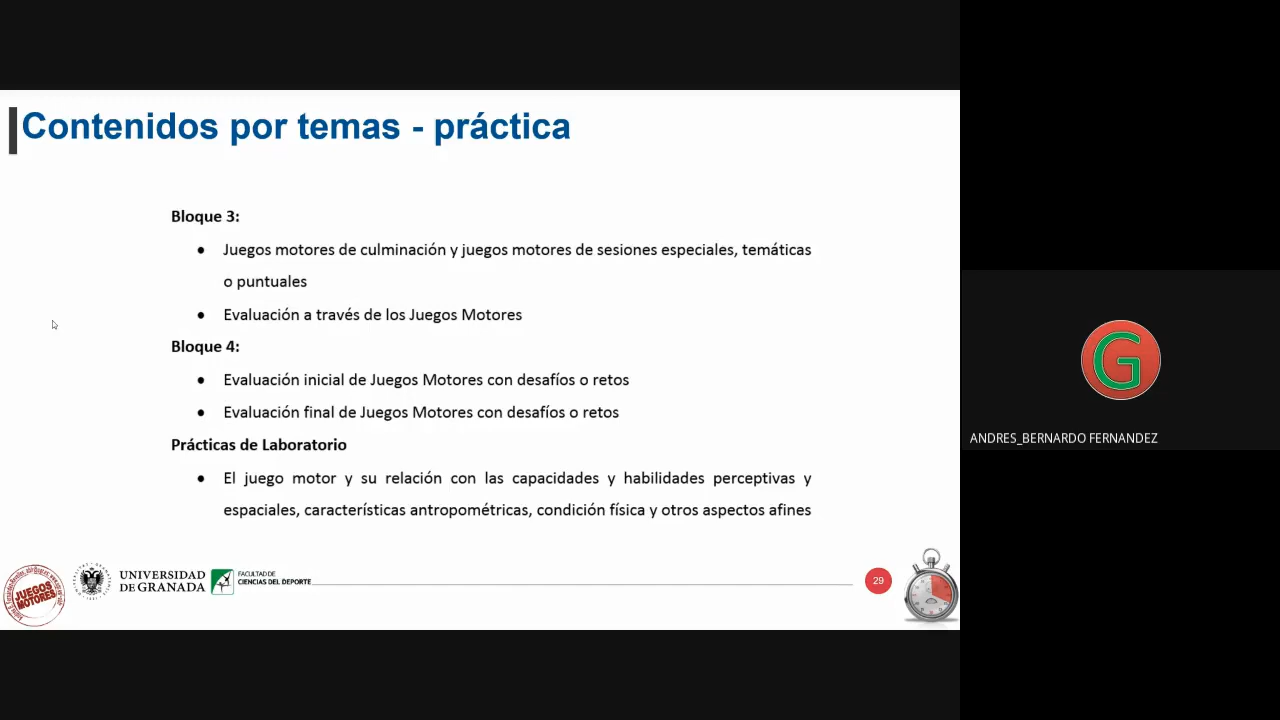 Contenidos por temas - práctica
Bloque 3:
● Juegos motores de culminación y juegos motores de sesiones especiales, temáticas
o puntuales
● Evaluación a través de los Juegos Motores
Bloque 4:
● Evaluación inicial de Juegos Motores con desafíos o retos
● Evaluación final de Juegos Motores con desafíos o retos
Prácticas de Laboratorio
● El juego motor y su relación con las capacidades y habilidades perceptivas y
espaciales, características antropométricas, condición física y otros aspectos afines
JUEGOS
MOTORES
UNIVERSIDAD
DE GRANADA
FACULTAD DE
CIENCIAS DEL DEPORTE
29
G
ANDRES_BERNARDO FERNANDEZ